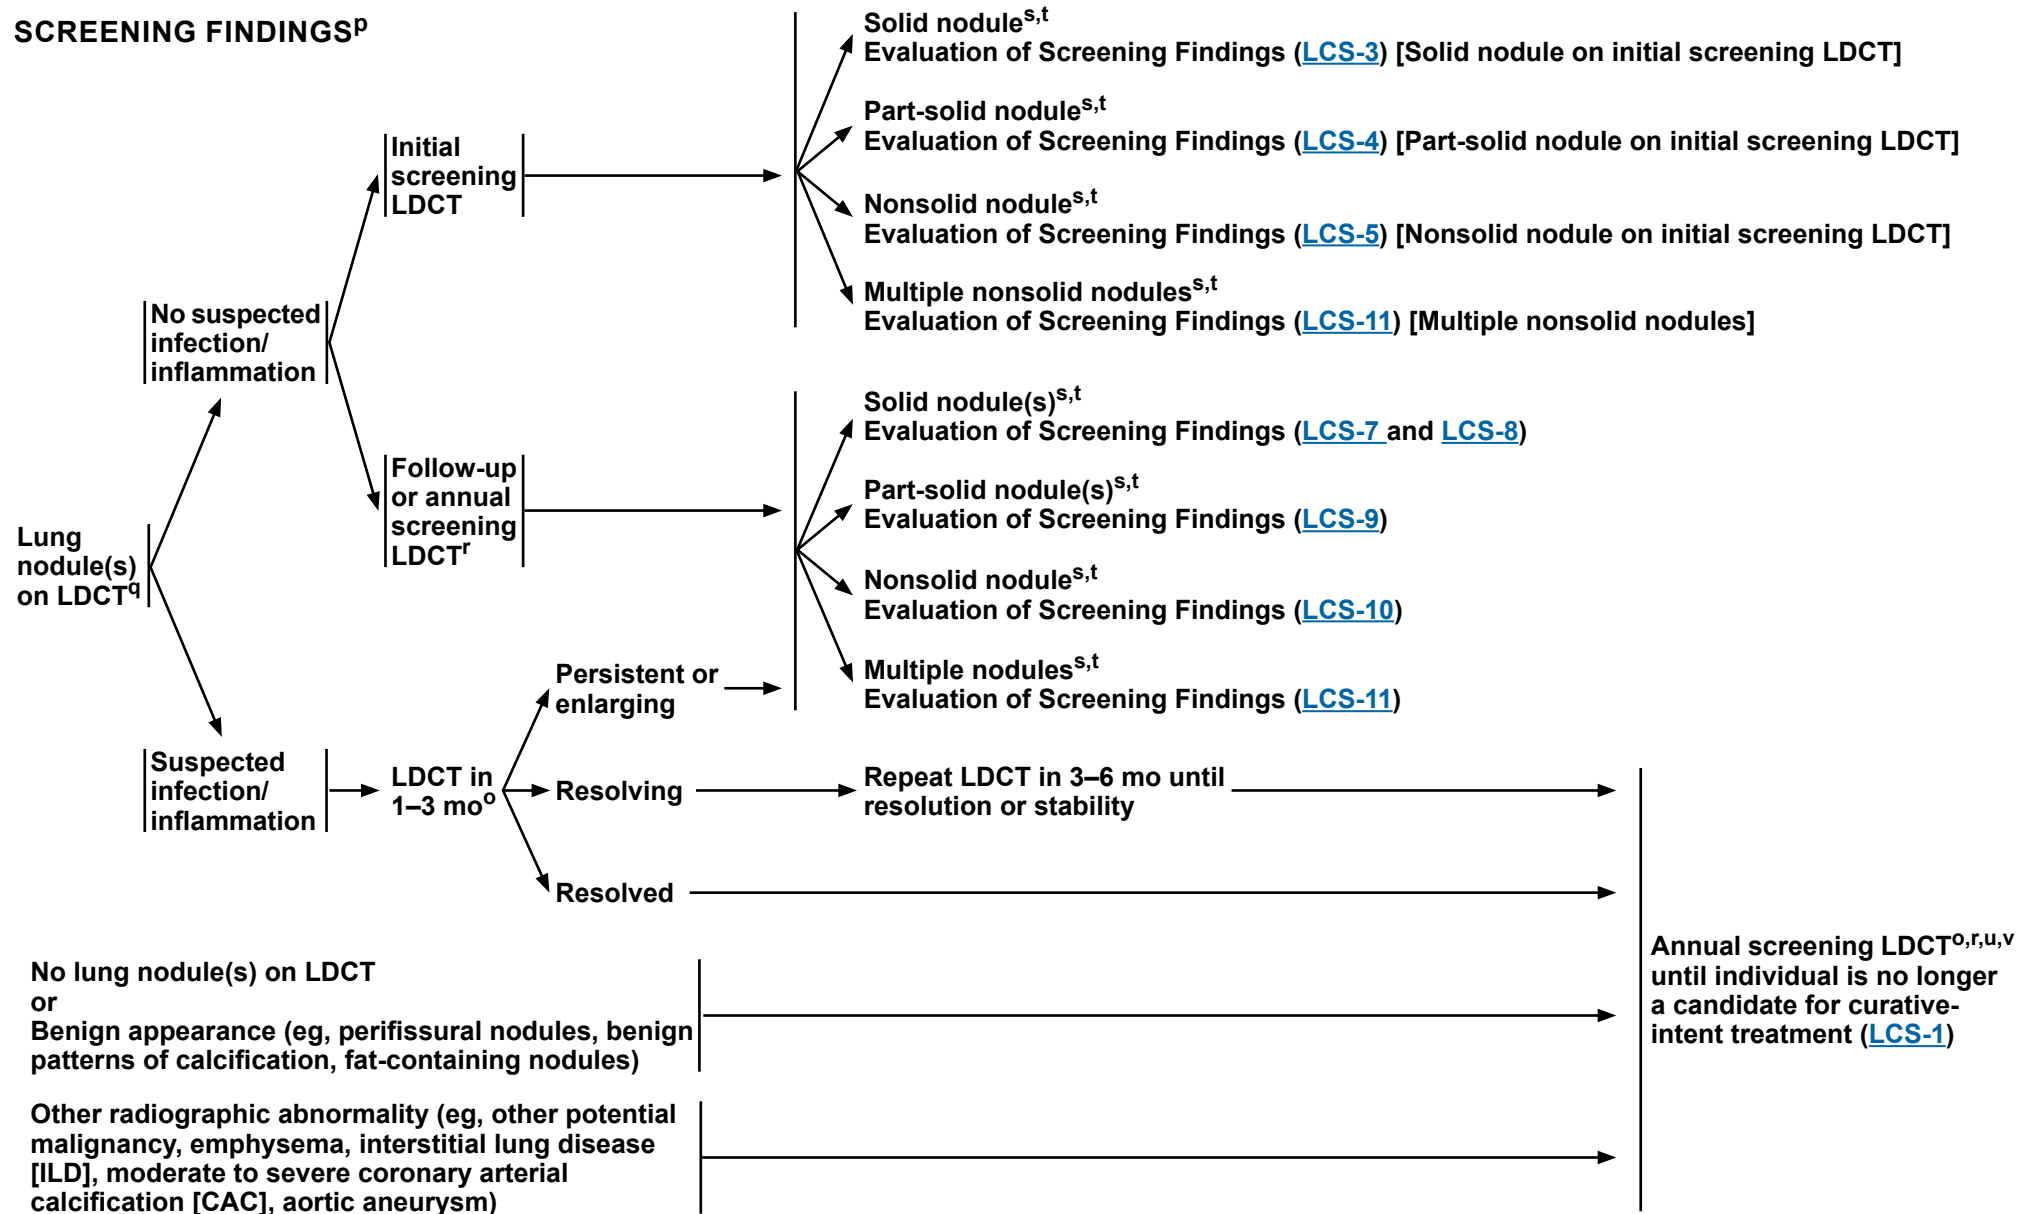 SCREENING FINDINGSp
Solid nodules,t
Evaluation of Screening Findings (LCS-3) [Solid nodule on initial screening LDCT]
Part-solid nodules,t
Evaluation of Screening Findings (LCS-4) [Part-solid nodule on initial screening LDCT]
Initial
screening
LDCT
Nonsolid nodules,t
Evaluation of Screening Findings (LCS-5) [Nonsolid nodule on initial screening LDCT]
Multiple nonsolid noduless,t
Evaluation of Screening Findings (LCS-11) [Multiple nonsolid nodules]
No suspected
infection/
inflammation
Solid nodule(s)s,t
Evaluation of Screening Findings (LCS-7 and LCS-8)
Follow-up
or annual
screening
LDCTr
Part-solid nodule(s)s,t
Evaluation of Screening Findings (LCS-9)
Lung
nodule(s)
on LDCTq
Nonsolid nodules,t
Evaluation of Screening Findings (LCS-10)
Multiple noduless,t
Evaluation of Screening Findings (LCS-11)
Persistent or
enlarging
Suspected
infection/
inflammation
LDCT in
1–3 moo
Resolving
Repeat LDCT in 3–6 mo until
resolution or stability
Resolved
No lung nodule(s) on LDCT
or
Benign appearance (eg, perifissural nodules, benign
patterns of calcification, fat-containing nodules)
Annual screening LDCTo,r,u,v
until individual is no longer
a candidate for curative-
intent treatment (LCS-1)
Other radiographic abnormality (eg, other potential
malignancy, emphysema, interstitial lung disease
[ILD], moderate to severe coronary arterial
calcification [CAC], aortic aneurysm)